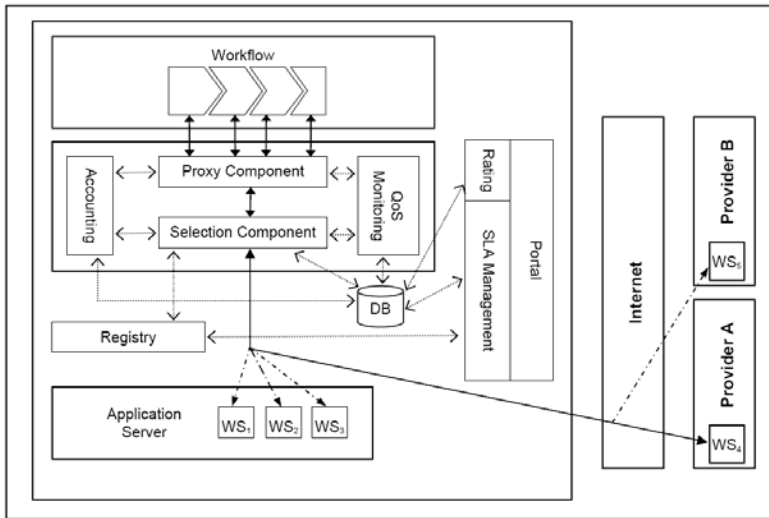 Workflow
Accounting
Proxy Component
Selection Component
QoS
Monitoring
Rating
SLA Management
Portal
DB
Registry
Application
Server
WS₁
WS₂
WS₃
Internet
Provider B
WS₅
Provider A
WS₄